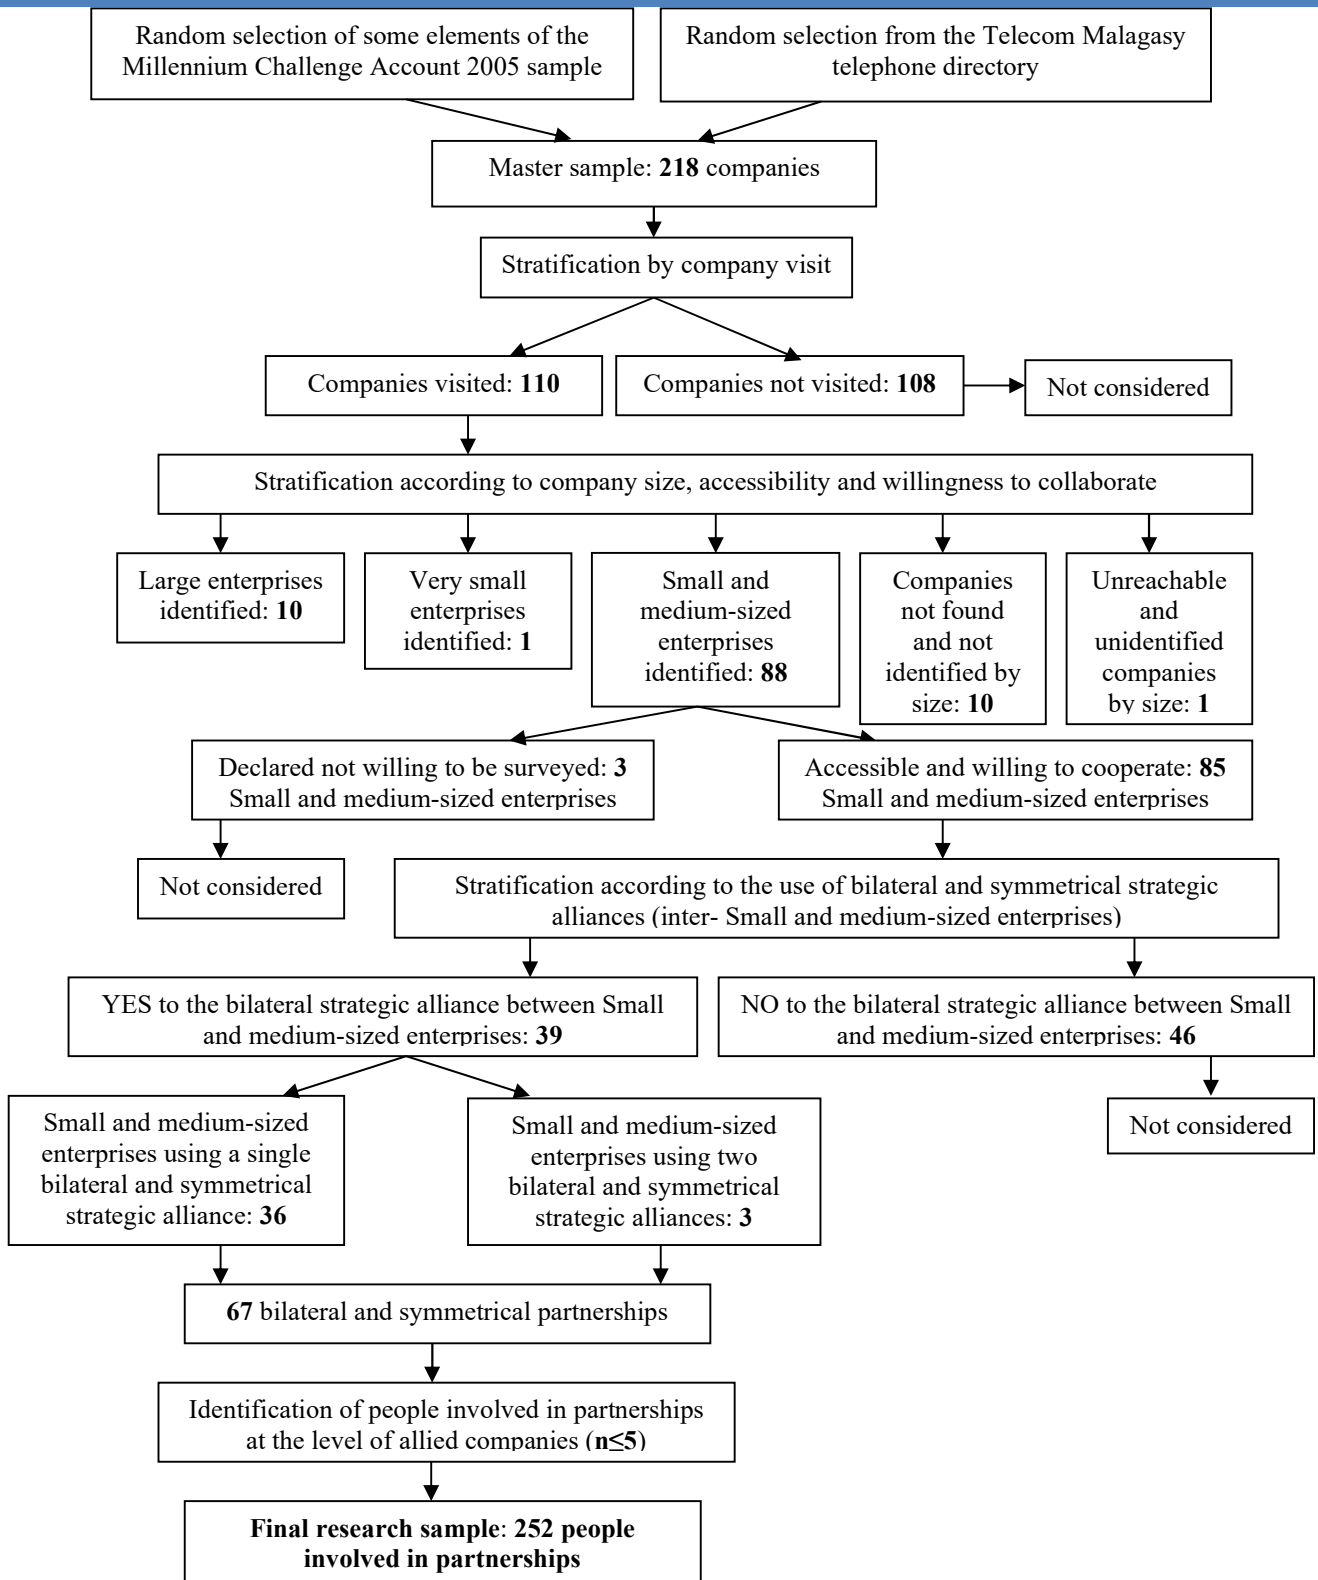 Random selection of some elements of the
Millennium Challenge Account 2005 sample
Random selection from the Telecom Malagasy
telephone directory
Master sample: 218 companies
Stratification by company visit
Companies visited: 110
Companies not visited: 108
Not considered
Stratification according to company size, accessibility and willingness to collaborate
Large enterprises
identified: 10
Very small
enterprises
identified: 1
Small and
medium-sized
enterprises
identified: 88
Companies
not found
and not
identified by
size: 10
Unreachable
and
unidentified
companies
by size: 1
Declared not willing to be surveyed: 3
Small and medium-sized enterprises
Accessible and willing to cooperate: 85
Small and medium-sized enterprises
Not considered
Stratification according to the use of bilateral and symmetrical strategic
alliances (inter- Small and medium-sized enterprises)
YES to the bilateral strategic alliance between Small
and medium-sized enterprises: 39
NO to the bilateral strategic alliance between Small
and medium-sized enterprises: 46
Small and medium-sized
enterprises using a single
bilateral and symmetrical
strategic alliance: 36
Small and medium-sized
enterprises using two
bilateral and symmetrical
strategic alliances: 3
Not considered
67 bilateral and symmetrical partnerships
Identification of people involved in partnerships
at the level of allied companies (n≤5)
Final research sample: 252 people
involved in partnerships